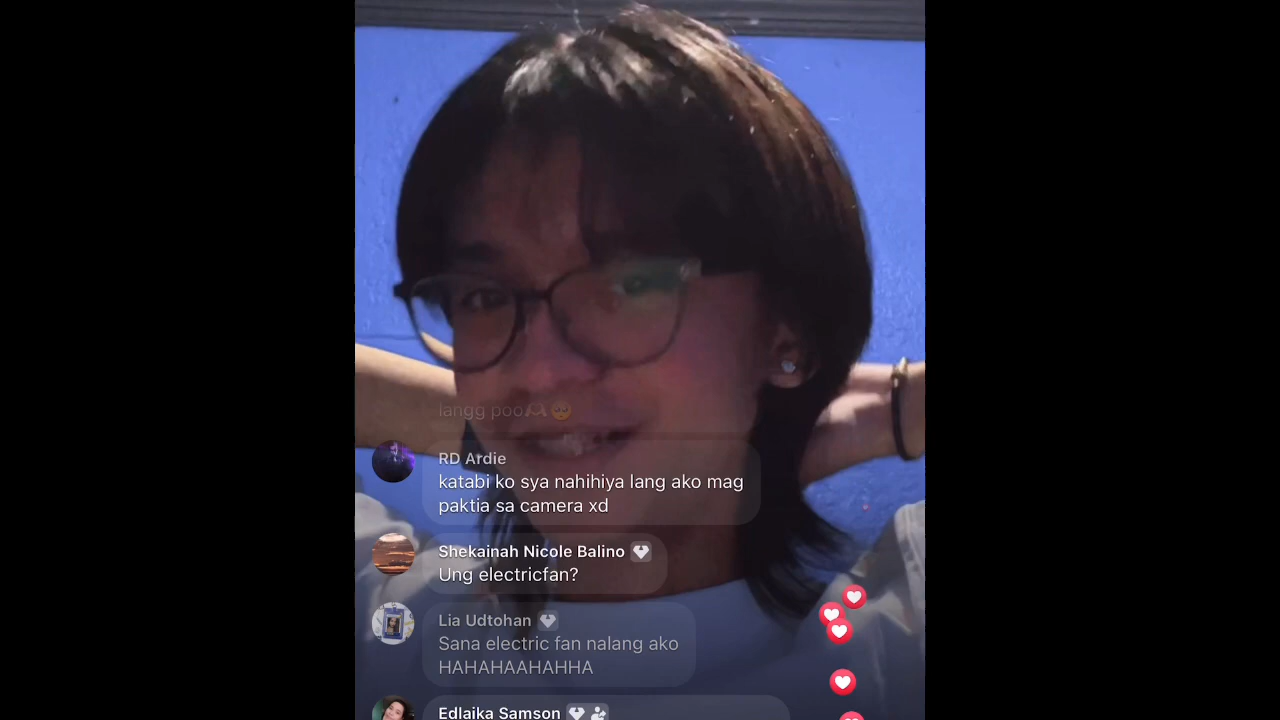 langg poo🫶🥺
RD Ardie
katabi ko sya nahihiya lang ako mag
paktia sa camera xd
Shekainah Nicole Balino
Ung electricfan?
Lia Udtohan
Sana electric fan nalang ako
HAHAHAAHAHHA
Edlaika Samson